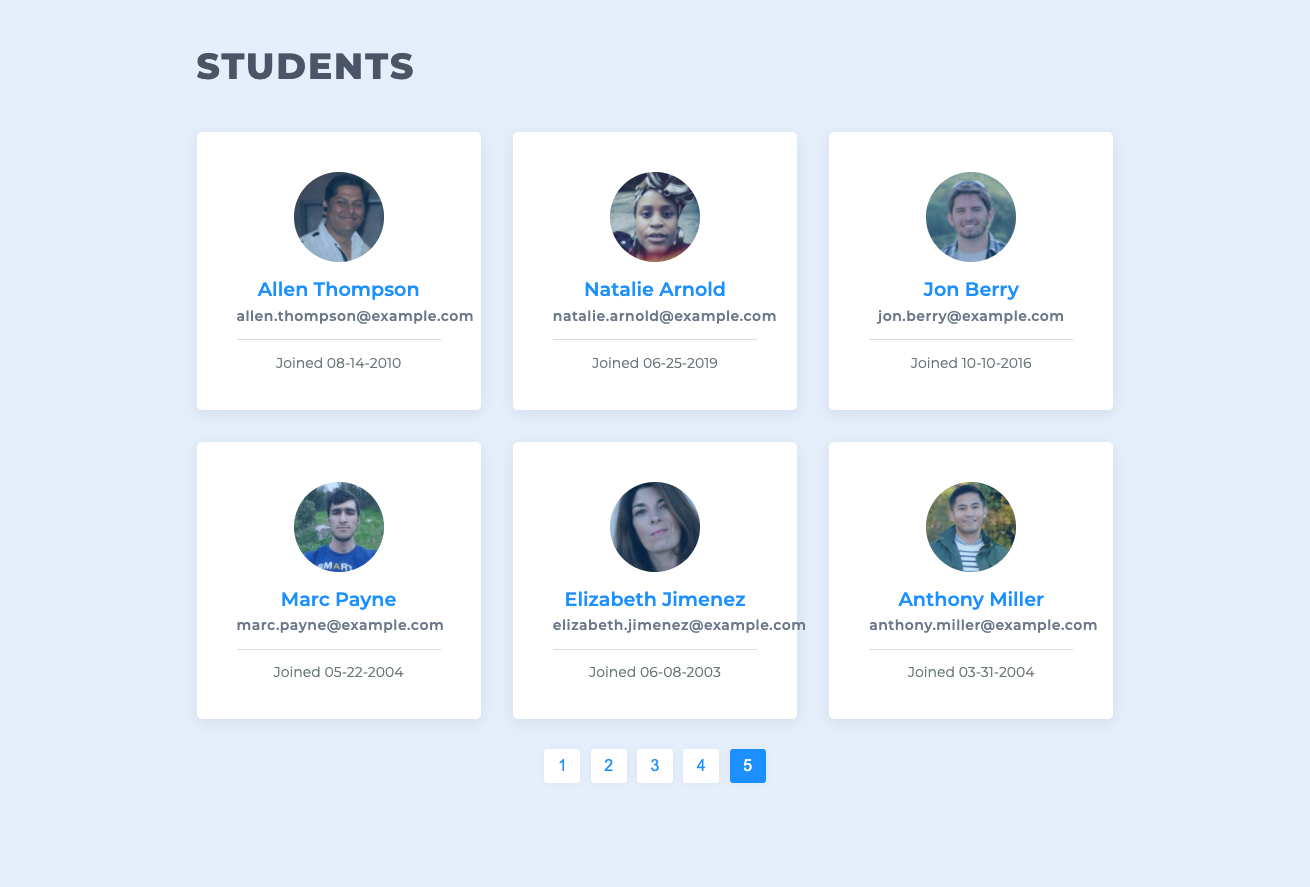 STUDENTS
Allen Thompson
allen.thompson@example.com
Joined 08-14-2010
Natalie Arnold
natalie.arnold@example.com
Joined 06-25-2019
Jon Berry
jon.berry@example.com
Joined 10-10-2016
Marc Payne
marc.payne@example.com
Joined 05-22-2004
Elizabeth Jimenez
elizabeth.jimenez@example.com
Joined 06-08-2003
Anthony Miller
anthony.miller@example.com
Joined 03-31-2004
1 2 3 4 5